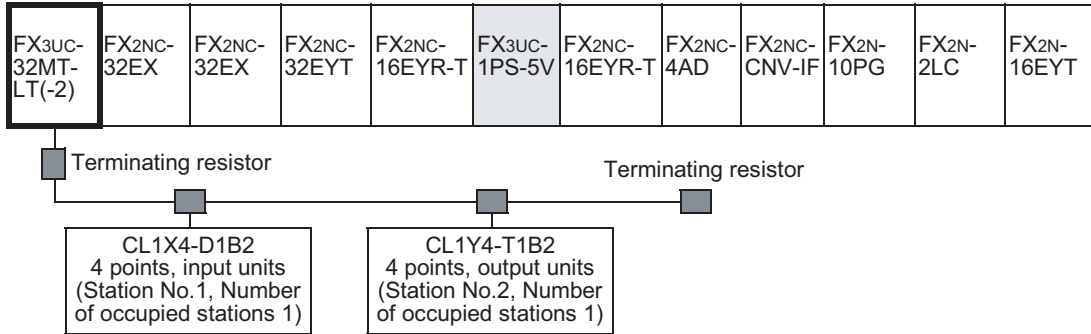 FX3UC-
32MT-
LT(-2)
FX2NC-
32EX
FX2NC-
32EX
FX2NC-
32EYT
FX2NC-
16EYR-T
FX3UC-
1PS-5V
FX2NC-
16EYR-T
FX2NC-
4AD
FX2NC-
CNV-IF
FX2N-
10PG
FX2N-
2LC
FX2N-
16EYT
Terminating resistor
Terminating resistor
CL1X4-D1B2
4 points, input units
(Station No.1, Number
of occupied stations 1)
CL1Y4-T1B2
4 points, output units
(Station No.2, Number
of occupied stations 1)